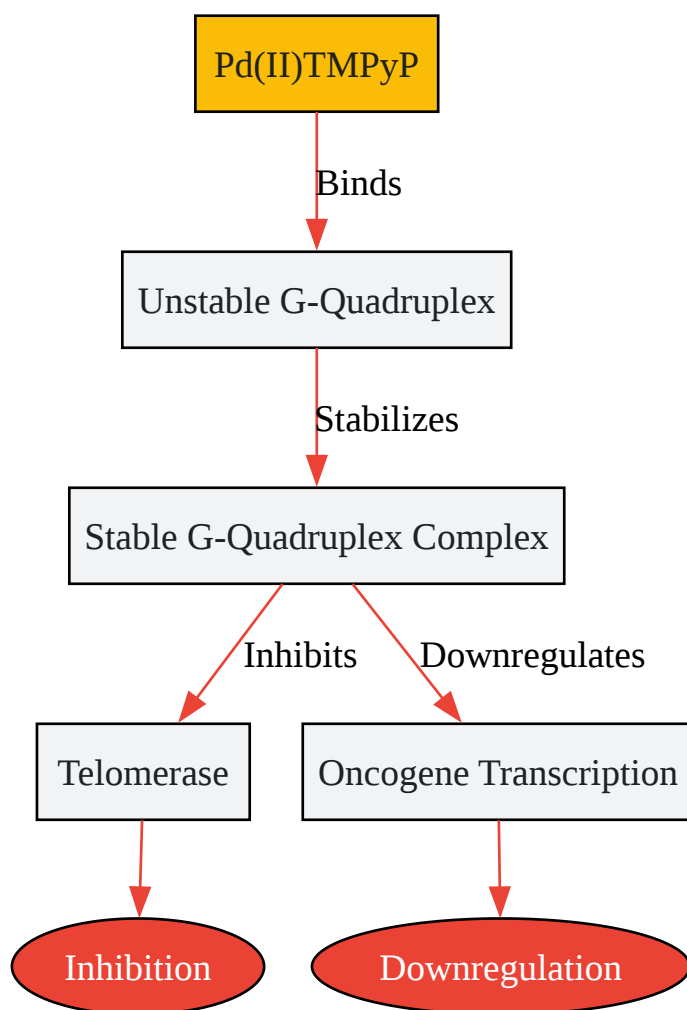 Pd(II)TMPyP
Binds
Unstable G-Quadruplex
Stabilizes
Stable G-Quadruplex Complex
Inhibits
Downregulates
Telomerase
Oncogene Transcription
Inhibition
Downregulation